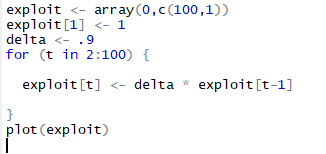 exploit <- array(0,c(100,1))
exploit[1] <- 1
delta <- .9
for (t in 2:100) {
exploit[t] <- delta * exploit[t-1]
}
plot(exploit)